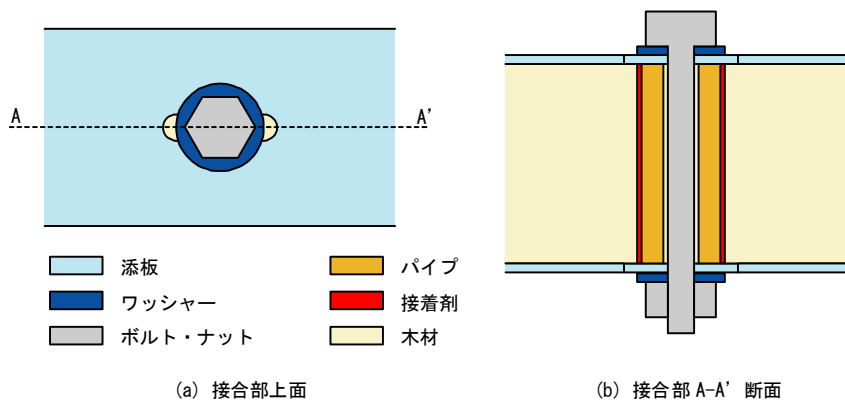 A
A'
添板
パイプ
ワッシャー
接着剤
ボルト・ナット
木材
(a) 接合部上面
(b) 接合部 A-A' 断面